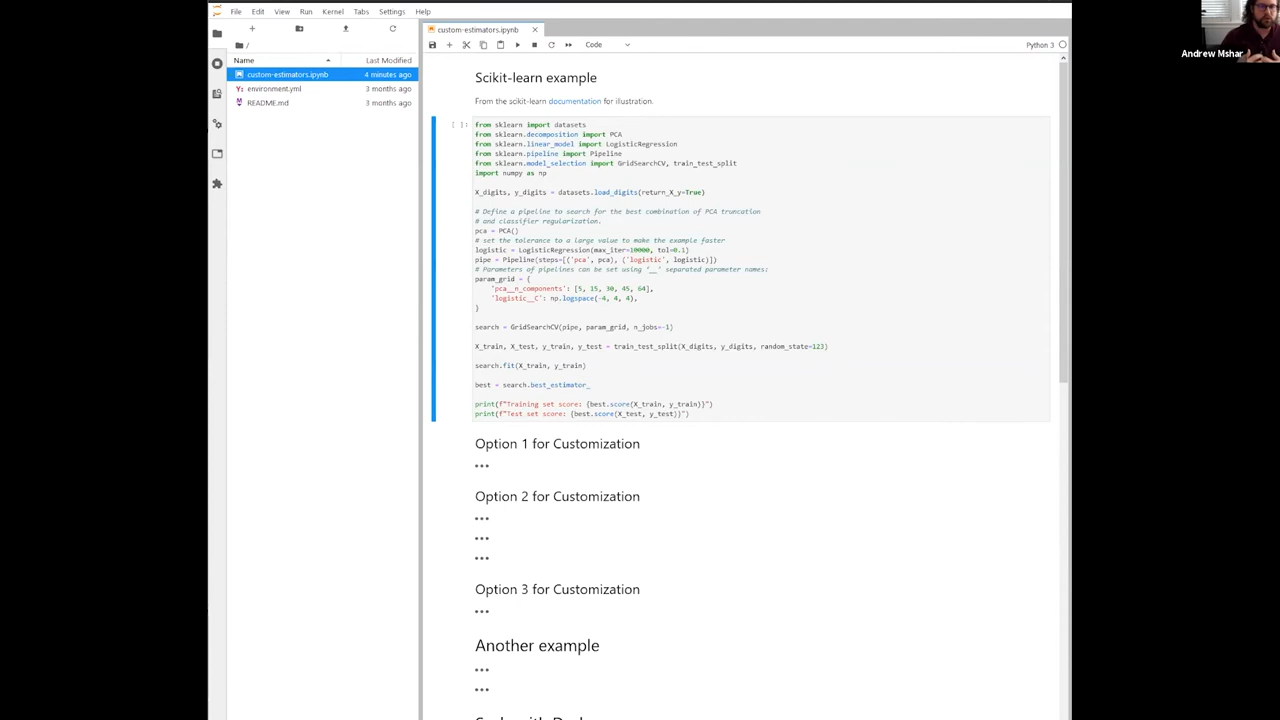 File Edit View Run Kernel Tabs Settings Help
custom-estimators.ipynb
Code
Python 3
/
Name Last Modified
custom-estimators.ipynb 4 minutes ago
environment.yml 3 months ago
README.md 3 months ago
Andrew Mshar
Scikit-learn example
From the scikit-learn documentation for illustration.
[ ]:
from sklearn import datasets
from sklearn.decomposition import PCA
from sklearn.linear_model import LogisticRegression
from sklearn.pipeline import Pipeline
from sklearn.model_selection import GridSearchCV, train_test_split
import numpy as np
X_digits, y_digits = datasets.load_digits(return_X_y=True)
# Define a pipeline to search for the best combination of PCA truncation
# and classifier regularization.
pca = PCA()
# set the tolerance to a large value to make the example faster
logistic = LogisticRegression(max_iter=10000, tol=0.1)
pipe = Pipeline(steps=[('pca', pca), ('logistic', logistic)])
# Parameters of pipelines can be set using '__' separated parameter names:
param_grid = {
'pca__n_components': [5, 15, 30, 45, 64],
'logistic__C': np.logspace(-4, 4, 4),
}
search = GridSearchCV(pipe, param_grid, n_jobs=-1)
X_train, X_test, y_train, y_test = train_test_split(X_digits, y_digits, random_state=123)
search.fit(X_train, y_train)
best = search.best_estimator_
print(f"Training set score: {best.score(X_train, y_train)}")
print(f"Test set score: {best.score(X_test, y_test)}")
Option 1 for Customization
Option 2 for Customization
Option 3 for Customization
Another example